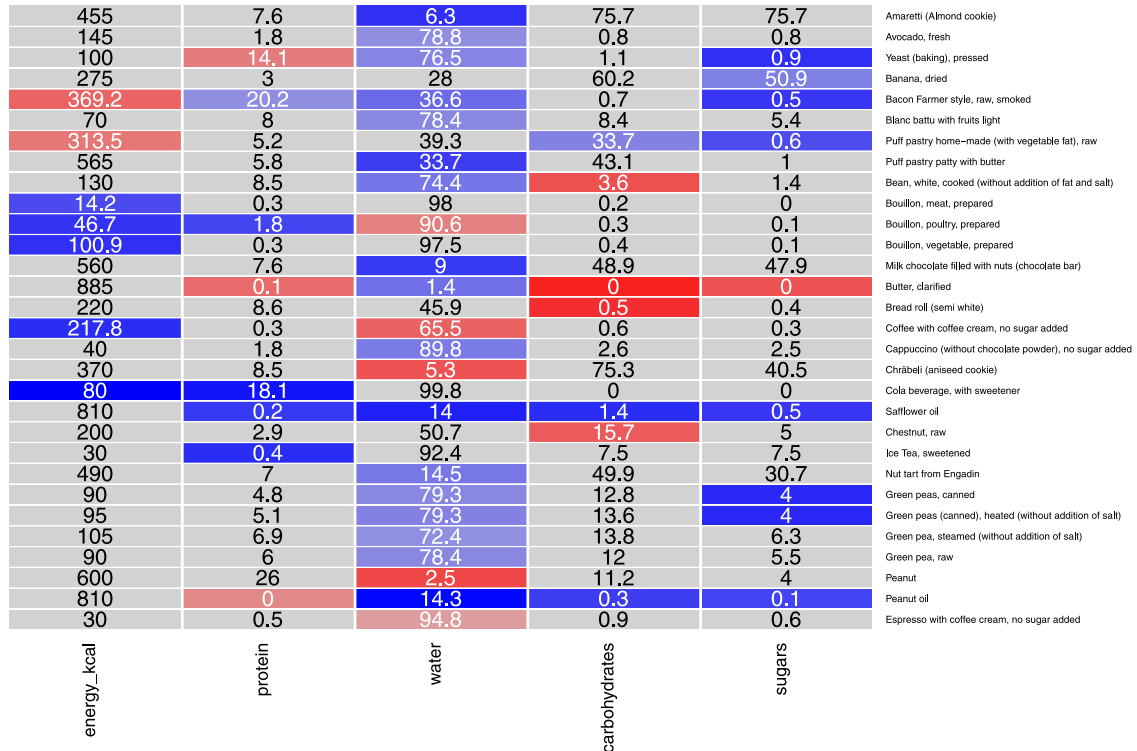 455 7.6 6.3 75.7 75.7 Amaretti (Almond cookie)
145 1.8 78.8 0.8 0.8 Avocado, fresh
100 14.1 76.5 1.1 0.9 Yeast (baking), pressed
275 3 28 60.2 50.9 Banana, dried
369.2 20.2 36.6 0.7 0.5 Bacon Farmer style, raw, smoked
70 8 78.4 8.4 5.4 Blanc battu with fruits light
313.5 5.2 39.3 33.7 0.6 Puff pastry home−made (with vegetable fat), raw
565 5.8 33.7 43.1 1 Puff pastry patty with butter
130 8.5 74.4 3.6 1.4 Bean, white, cooked (without addition of fat and salt)
14.2 0.3 98 0.2 0 Bouillon, meat, prepared
46.7 1.8 90.6 0.3 0.1 Bouillon, poultry, prepared
100.9 0.3 97.5 0.4 0.1 Bouillon, vegetable, prepared
560 7.6 9 48.9 47.9 Milk chocolate filled with nuts (chocolate bar)
885 0.1 1.4 0 0 Butter, clarified
220 8.6 45.9 0.5 0.4 Bread roll (semi white)
217.8 0.3 65.5 0.6 0.3 Coffee with coffee cream, no sugar added
40 1.8 89.8 2.6 2.5 Cappuccino (without chocolate powder), no sugar added
370 8.5 5.3 75.3 40.5 Chräbeli (aniseed cookie)
80 18.1 99.8 0 0 Cola beverage, with sweetener
810 0.2 14 1.4 0.5 Safflower oil
200 2.9 50.7 15.7 5 Chestnut, raw
30 0.4 92.4 7.5 7.5 Ice Tea, sweetened
490 7 14.5 49.9 30.7 Nut tart from Engadin
90 4.8 79.3 12.8 4 Green peas, canned
95 5.1 79.3 13.6 4 Green peas (canned), heated (without addition of salt)
105 6.9 72.4 13.8 6.3 Green pea, steamed (without addition of salt)
90 6 78.4 12 5.5 Green pea, raw
600 26 2.5 11.2 4 Peanut
810 0 14.3 0.3 0.1 Peanut oil
30 0.5 94.8 0.9 0.6 Espresso with coffee cream, no sugar added
energy_kcal protein water carbohydrates sugars